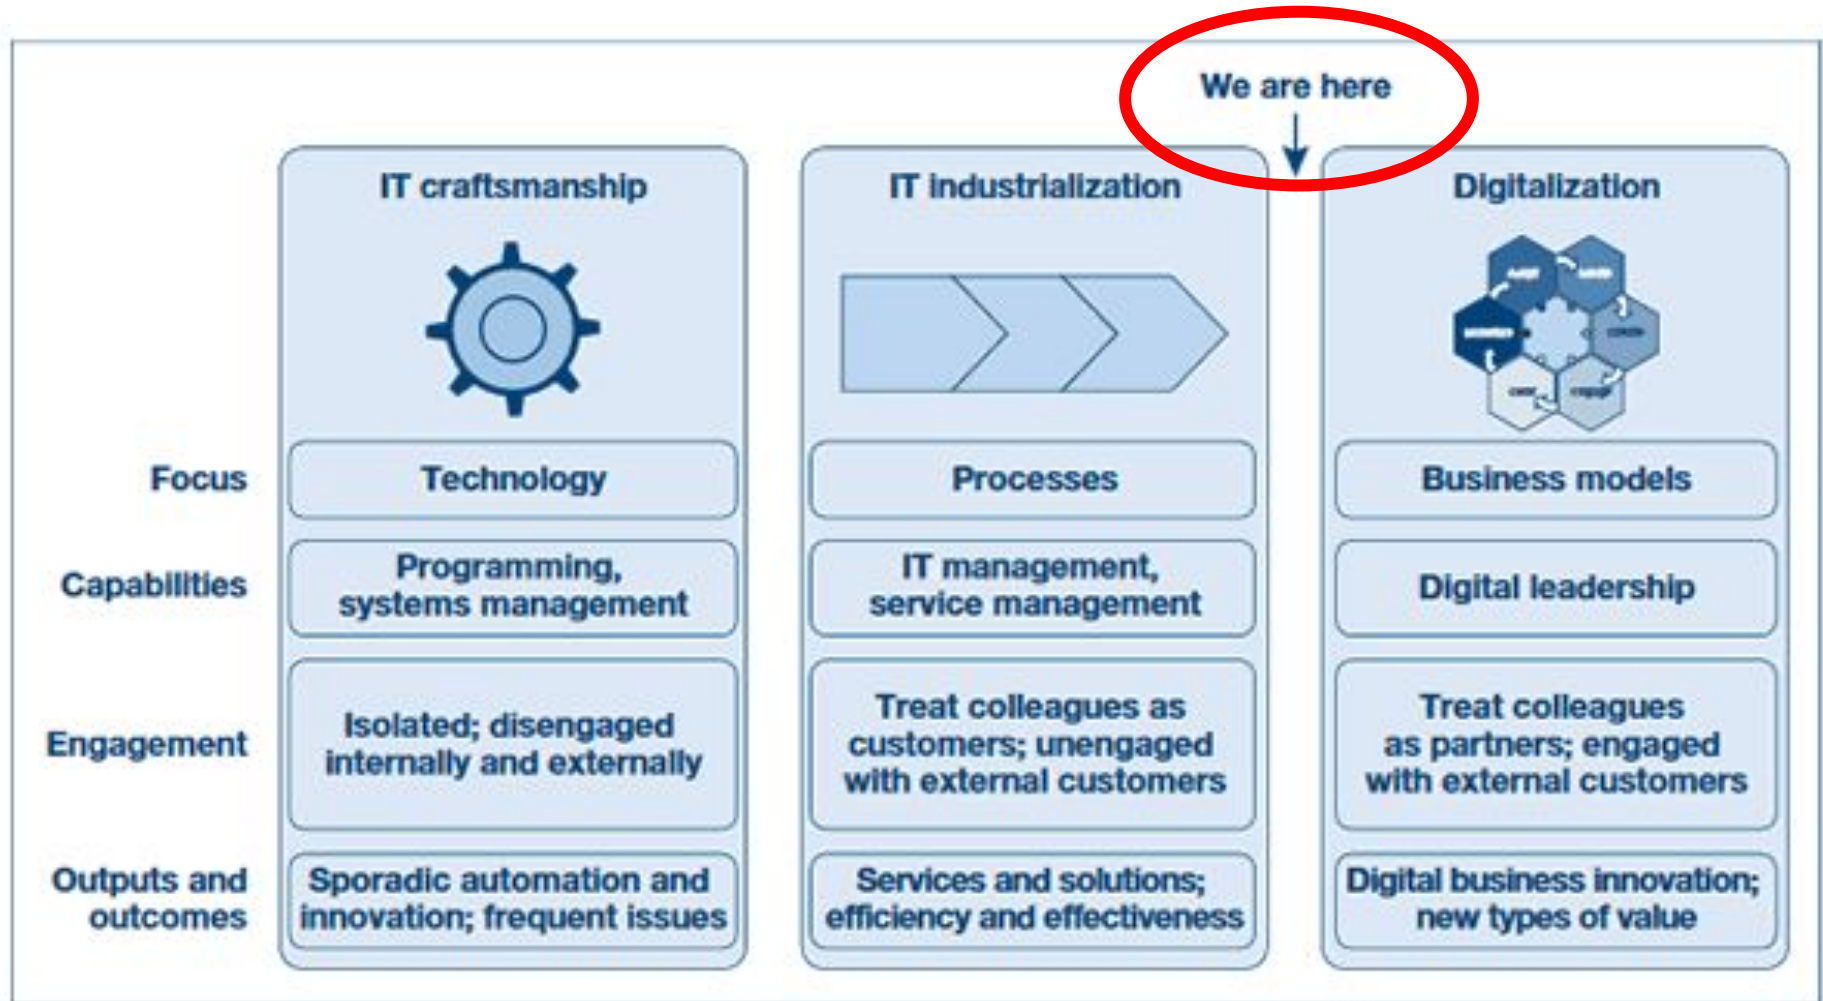 We are here
IT craftsmanship
IT industrialization
Digitalization
Focus
Technology
Processes
Business models
Capabilities
Programming,
systems management
IT management,
service management
Digital leadership
Engagement
Isolated; disengaged
internally and externally
Treat colleagues as
customers; unengaged
with external customers
Treat colleagues
as partners; engaged
with external customers
Outputs and
outcomes
Sporadic automation and
innovation; frequent issues
Services and solutions;
efficiency and effectiveness
Digital business innovation;
new types of value